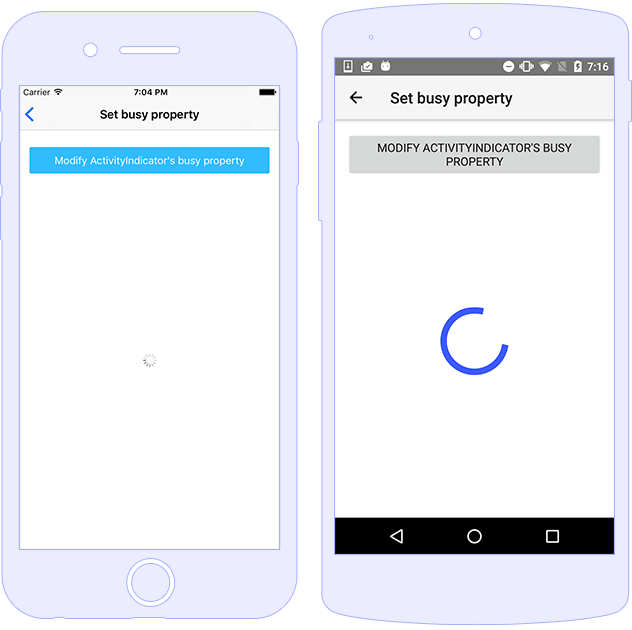 Carrier 7:04 PM
Set busy property
Modify ActivityIndicator's busy property
7:16
Set busy property
MODIFY ACTIVITYINDICATOR'S BUSY
PROPERTY